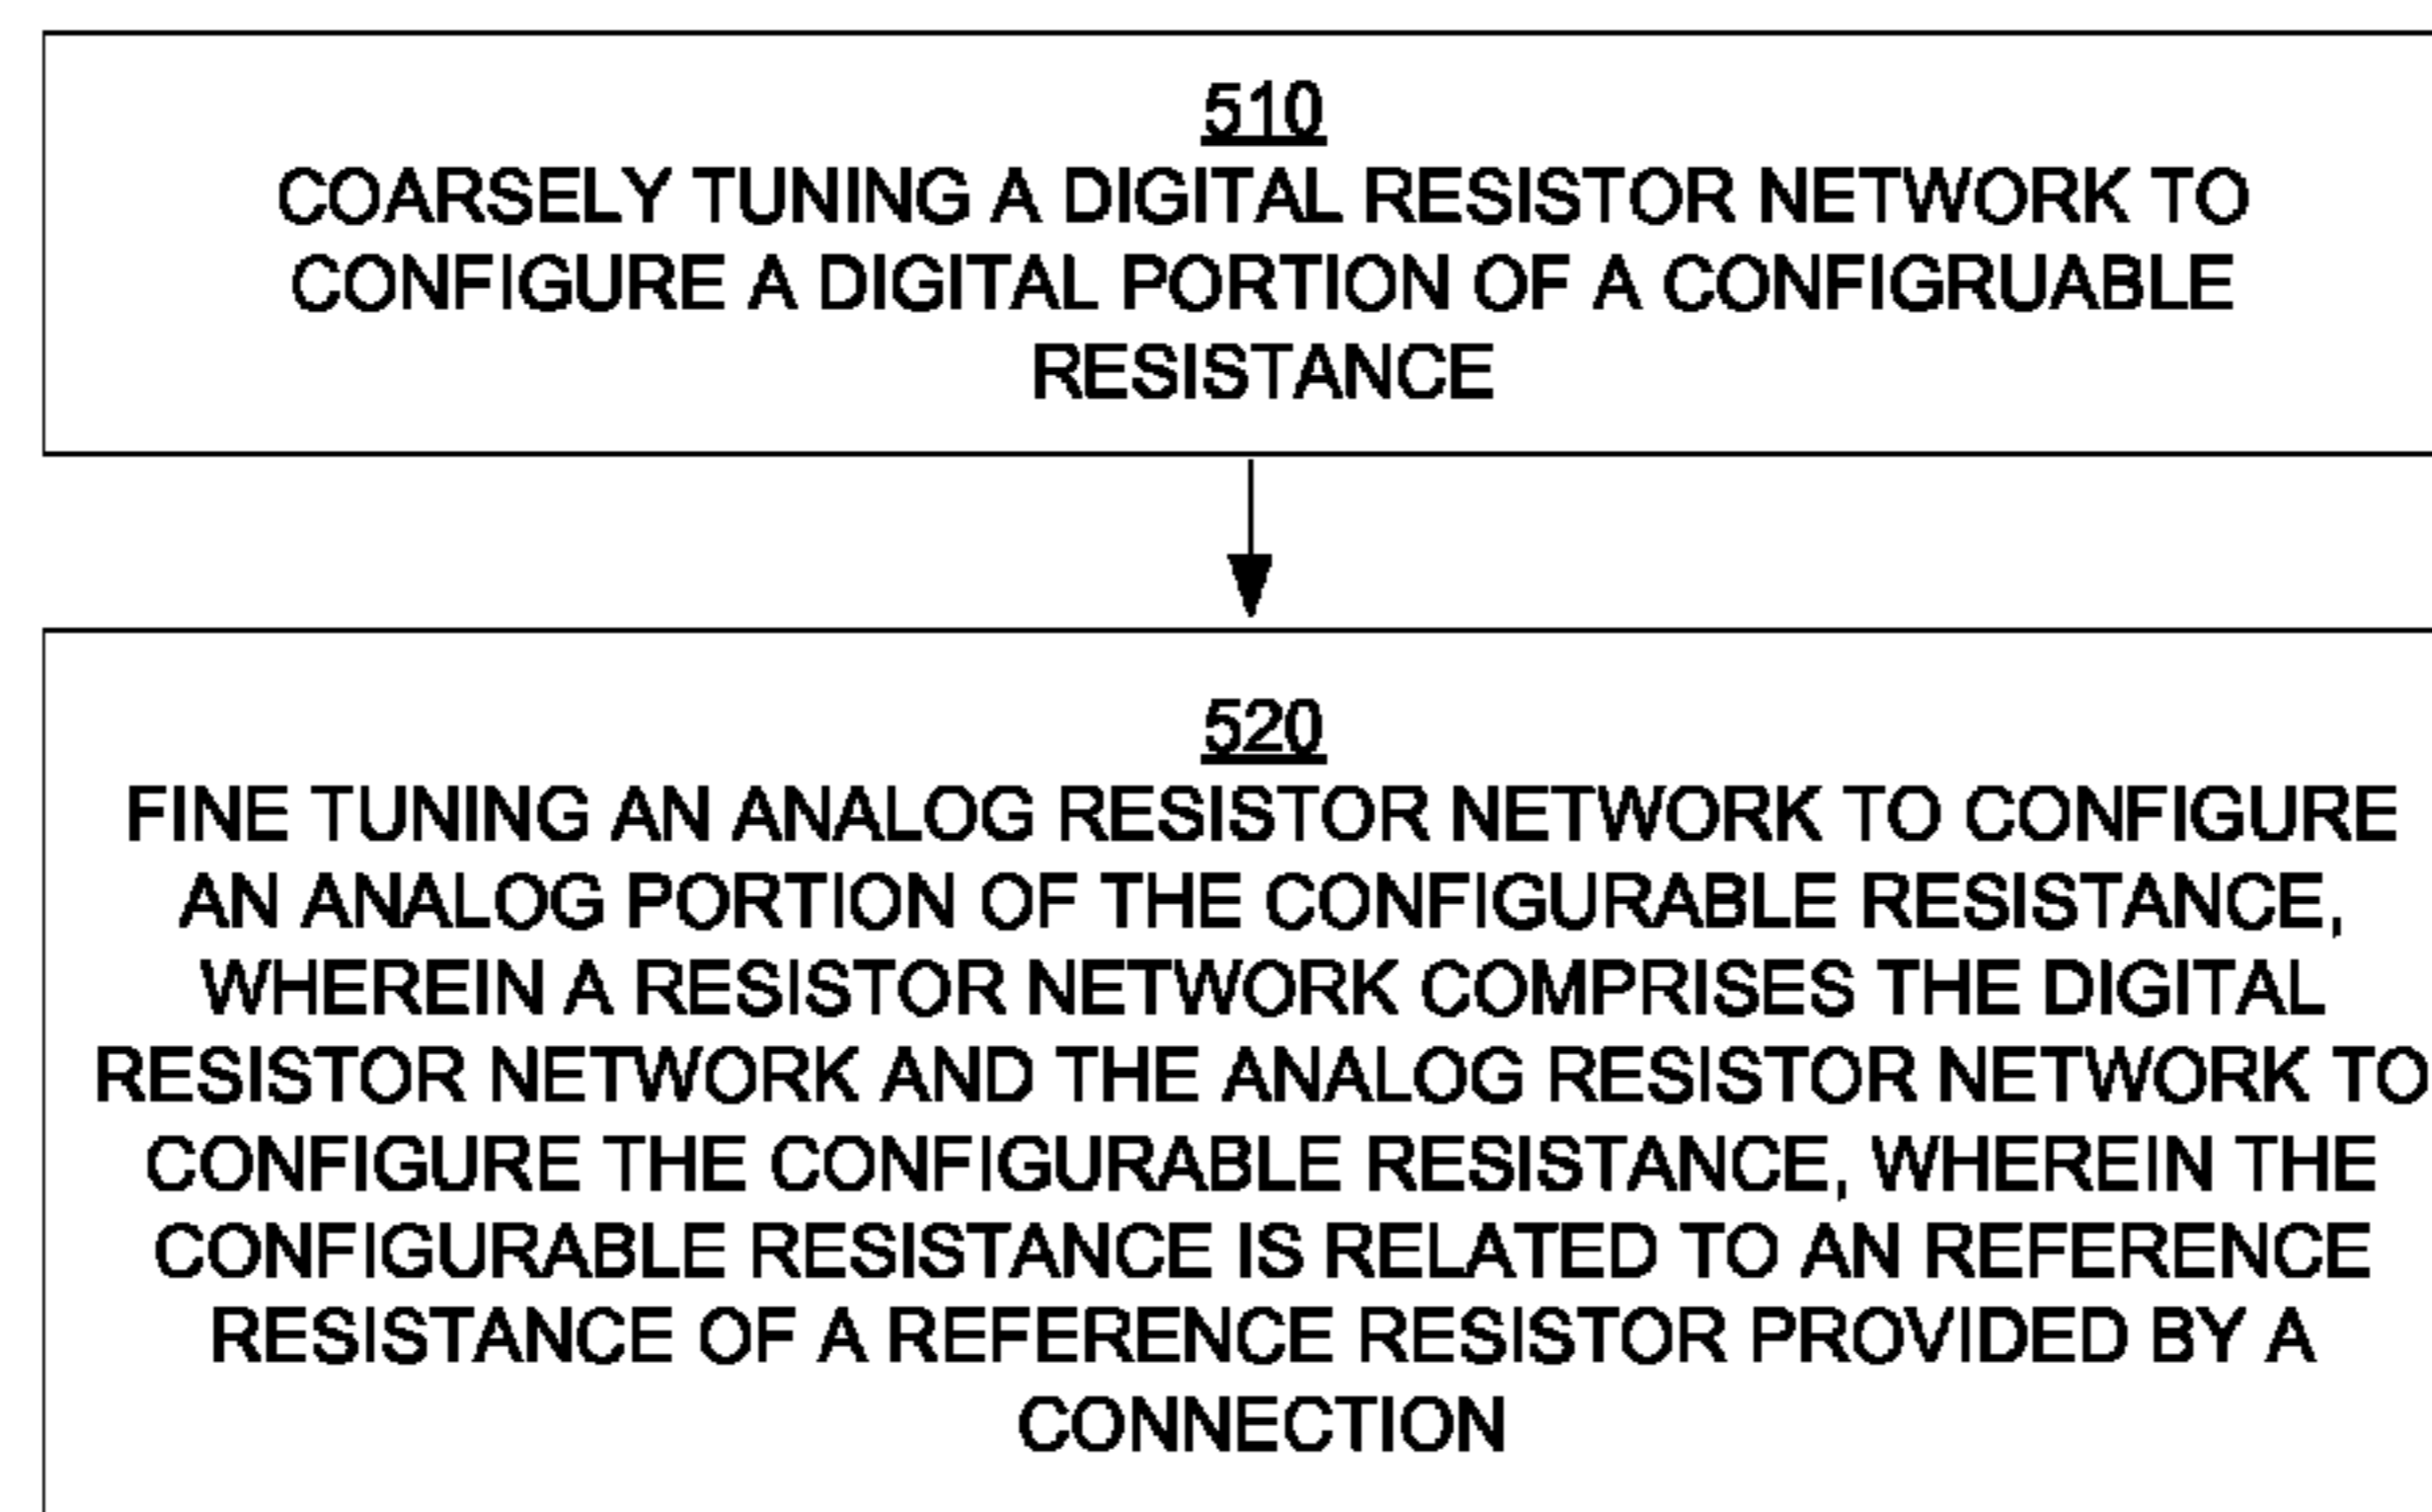 510
COARSELY TUNING A DIGITAL RESISTOR NETWORK TO
CONFIGURE A DIGITAL PORTION OF A CONFIGRUABLE
RESISTANCE
520
FINE TUNING AN ANALOG RESISTOR NETWORK TO CONFIGURE
AN ANALOG PORTION OF THE CONFIGURABLE RESISTANCE,
WHEREIN A RESISTOR NETWORK COMPRISES THE DIGITAL
RESISTOR NETWORK AND THE ANALOG RESISTOR NETWORK TO
CONFIGURE THE CONFIGURABLE RESISTANCE, WHEREIN THE
CONFIGURABLE RESISTANCE IS RELATED TO AN REFERENCE
RESISTANCE OF A REFERENCE RESISTOR PROVIDED BY A
CONNECTION